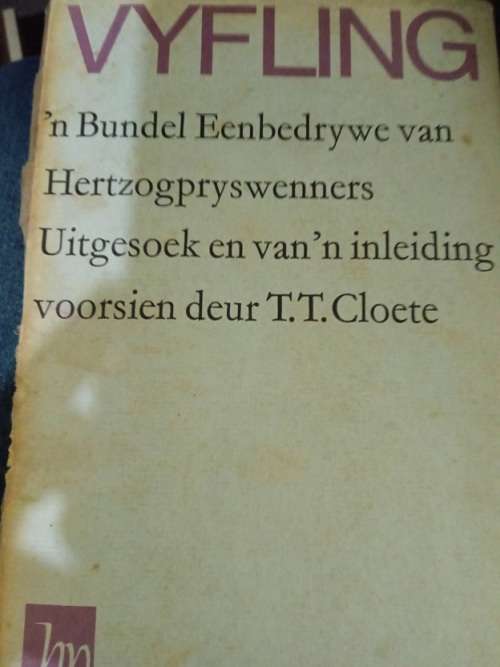 VYFLING
'n Bundel Eenbedrywe van
Hertzogpryswenners
Uitgesoek en van 'n inleiding
voorsien deur T.T. Cloete